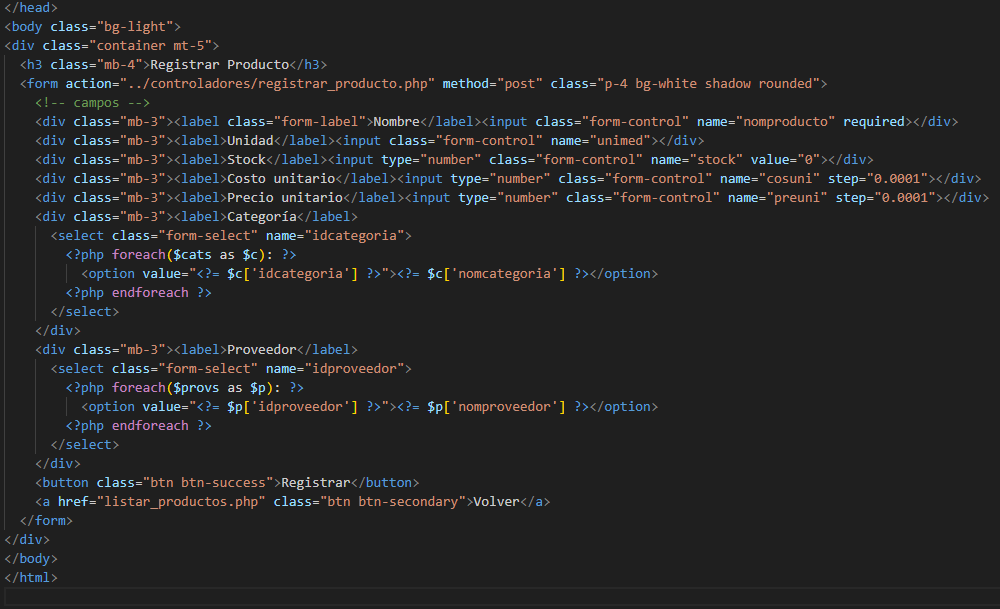 </head>
<body class="bg-light">
<div class="container mt-5">
<h3 class="mb-4">Registrar Producto</h3>
<form action="../controladores/registrar_producto.php" method="post" class="p-4 bg-white shadow rounded">
<!-- campos -->
<div class="mb-3"><label class="form-label">Nombre</label><input class="form-control" name="nomproducto" required></div>
<div class="mb-3"><label>Unidad</label><input class="form-control" name="unimed"></div>
<div class="mb-3"><label>Stock</label><input type="number" class="form-control" name="stock" value="0"></div>
<div class="mb-3"><label>Costo unitario</label><input type="number" class="form-control" name="cosuni" step="0.0001"></div>
<div class="mb-3"><label>Precio unitario</label><input type="number" class="form-control" name="preuni" step="0.0001"></div>
<div class="mb-3"><label>Categoría</label>
<select class="form-select" name="idcategoria">
<?php foreach($cats as $c): ?>
<option value="<?= $c['idcategoria'] ?>"><?= $c['nomcategoria'] ?></option>
<?php endforeach ?>
</select>
</div>
<div class="mb-3"><label>Proveedor</label>
<select class="form-select" name="idproveedor">
<?php foreach($provs as $p): ?>
<option value="<?= $p['idproveedor'] ?>"><?= $p['nomproveedor'] ?></option>
<?php endforeach ?>
</select>
</div>
<button class="btn btn-success">Registrar</button>
<a href="listar_productos.php" class="btn btn-secondary">Volver</a>
</form>
</div>
</body>
</html>